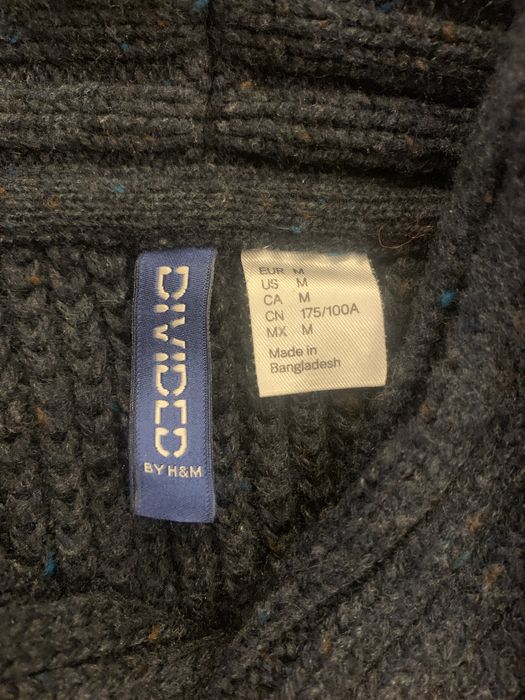 DIVIDED
BY H&M
EUR M
US M
CA M
CN 175/100A
MX M
Made in
Bangladesh